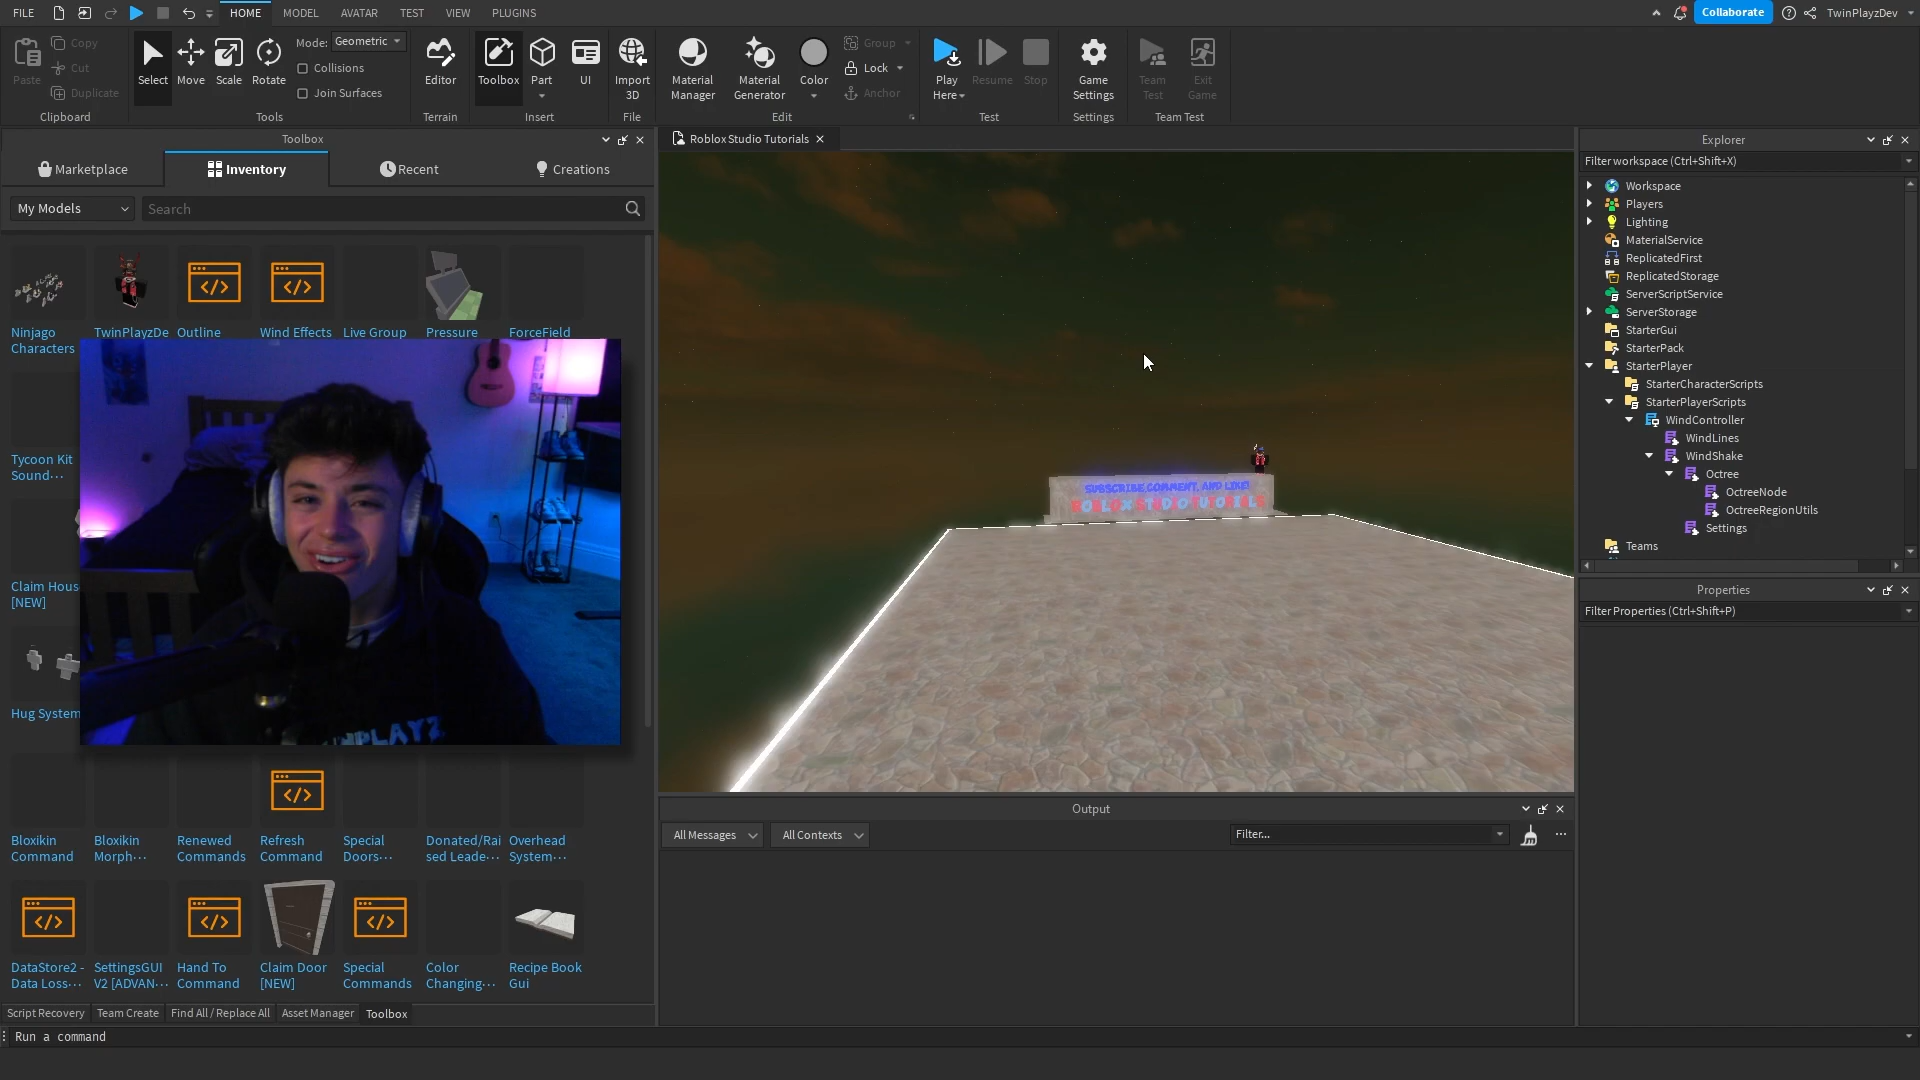 FILE
HOME
MODEL
AVATAR
TEST
VIEW
PLUGINS
Collaborate
TwinPlayzDev
Paste
Copy
Cut
Duplicate
Clipboard
Select
Move
Scale
Rotate
Mode:
Geometric
Collisions
Join Surfaces
Tools
Editor
Terrain
Toolbox
Part
UI
Insert
Import
3D
File
Material
Manager
Material
Generator
Color
Group
Lock
Anchor
Edit
Play
Here
Resume
Stop
Test
Game
Settings
Settings
Team
Test
Exit
Game
Team Test
Toolbox
Marketplace
Inventory
Recent
Creations
My Models
Search
Ninjago
Characters
TwinPlayzDe
Outline
Wind Effects
Live Group
Pressure
ForceField
Tycoon Kit
Sound...
Claim Hous
[NEW]
Hug System
Bloxikin
Command
Bloxikin
Morph...
Renewed
Commands
Refresh
Command
Special
Doors...
Donated/Rai
sed Leade...
Overhead
System...
DataStore2 -
Data Loss...
SettingsGUI
V2 [ADVAN...
Hand To
Command
Claim Door
[NEW]
Special
Commands
Color
Changing...
Recipe Book
Gui
Script Recovery
Team Create
Find All / Replace All
Asset Manager
Toolbox
Run a command
Roblox Studio Tutorials
SUBSCRIBE, COMMENT, AND LIKE!
ROBLOX STUDIO TUTORIALS
Output
All Messages
All Contexts
Filter...
Explorer
Filter workspace (Ctrl+Shift+X)
Workspace
Players
Lighting
MaterialService
ReplicatedFirst
ReplicatedStorage
ServerScriptService
ServerStorage
StarterGui
StarterPack
StarterPlayer
StarterCharacterScripts
StarterPlayerScripts
WindController
WindLines
WindShake
Octree
OctreeNode
OctreeRegionUtils
Settings
Teams
Properties
Filter Properties (Ctrl+Shift+P)